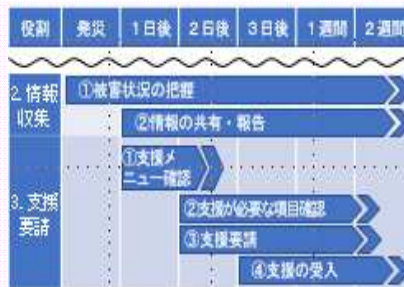 役割 発災 1日後 2日後 3日後 1週間 2週間
2.情報
収集
①被害状況の把握
②情報の共有・報告
3.支援
要請
①支援メ
ニュー確認
②支援が必要な項目確認
③支援要請
④支援の受入